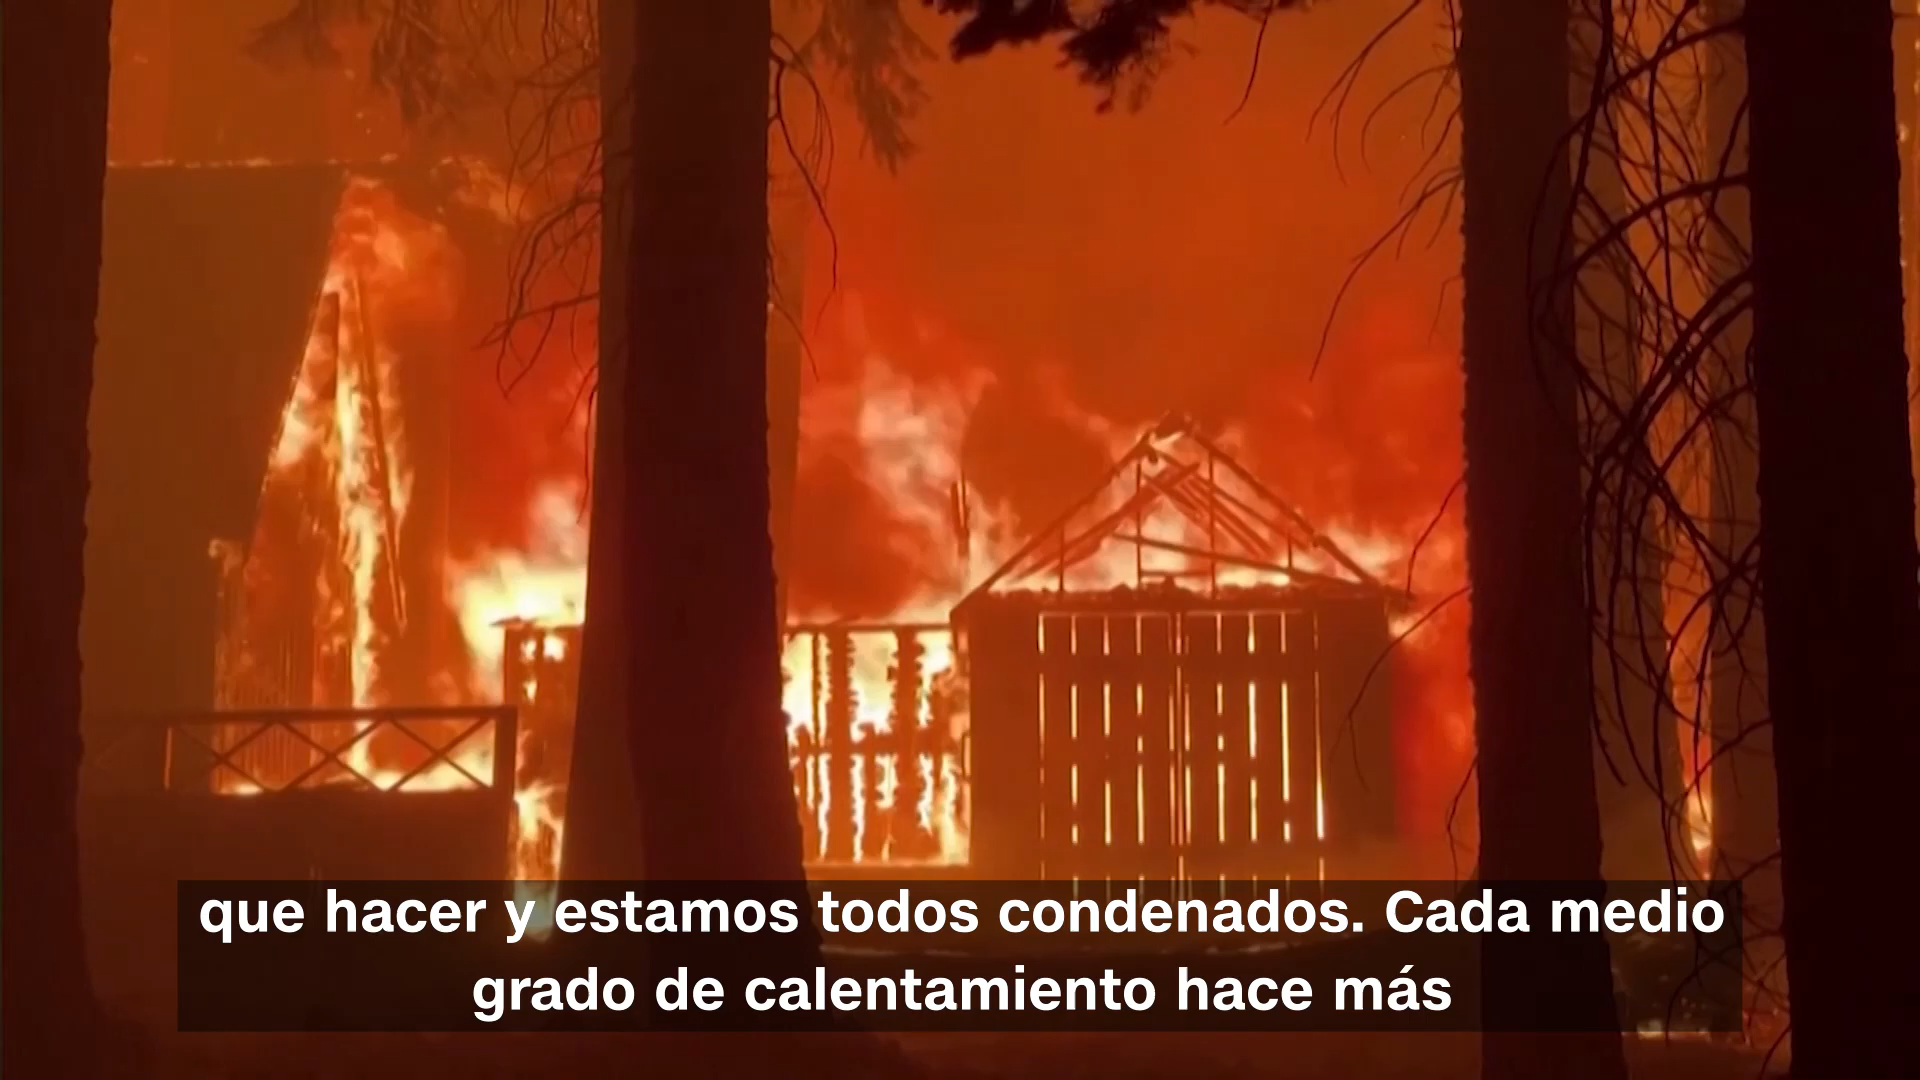 que hacer y estamos todos condenados. Cada medio
grado de calentamiento hace más